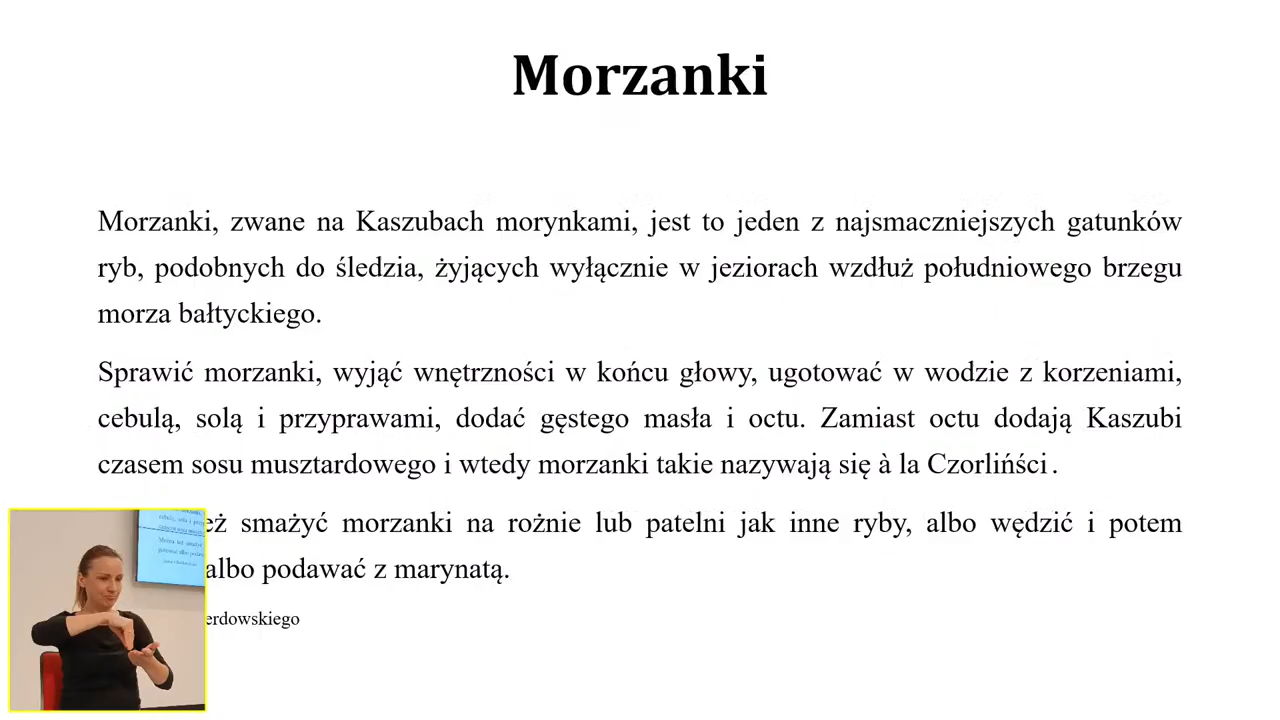 Morzanki
Morzanki, zwane na Kaszubach morynkami, jest to jeden z najsmaczniejszych gatunków
ryb, podobnych do śledzia, żyjących wyłącznie w jeziorach wzdłuż południowego brzegu
morza bałtyckiego.
Sprawić morzanki, wyjąć wnętrzności w końcu głowy, ugotować w wodzie z korzeniami,
cebulą, solą i przyprawami, dodać gęstego masła i octu. Zamiast octu dodają Kaszubi
czasem sosu musztardowego i wtedy morzanki takie nazywają się à la Czorlińści.
eż smażyć morzanki na rożnie lub patelni jak inne ryby, albo wędzić i potem
albo podawać z marynatą.
erdowskiego